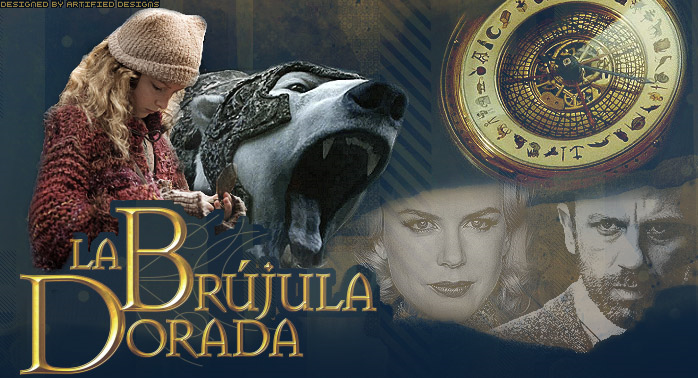 DESIGNED BY ARTIFIED DESIGNS
LA BRÚJULA
DORADA